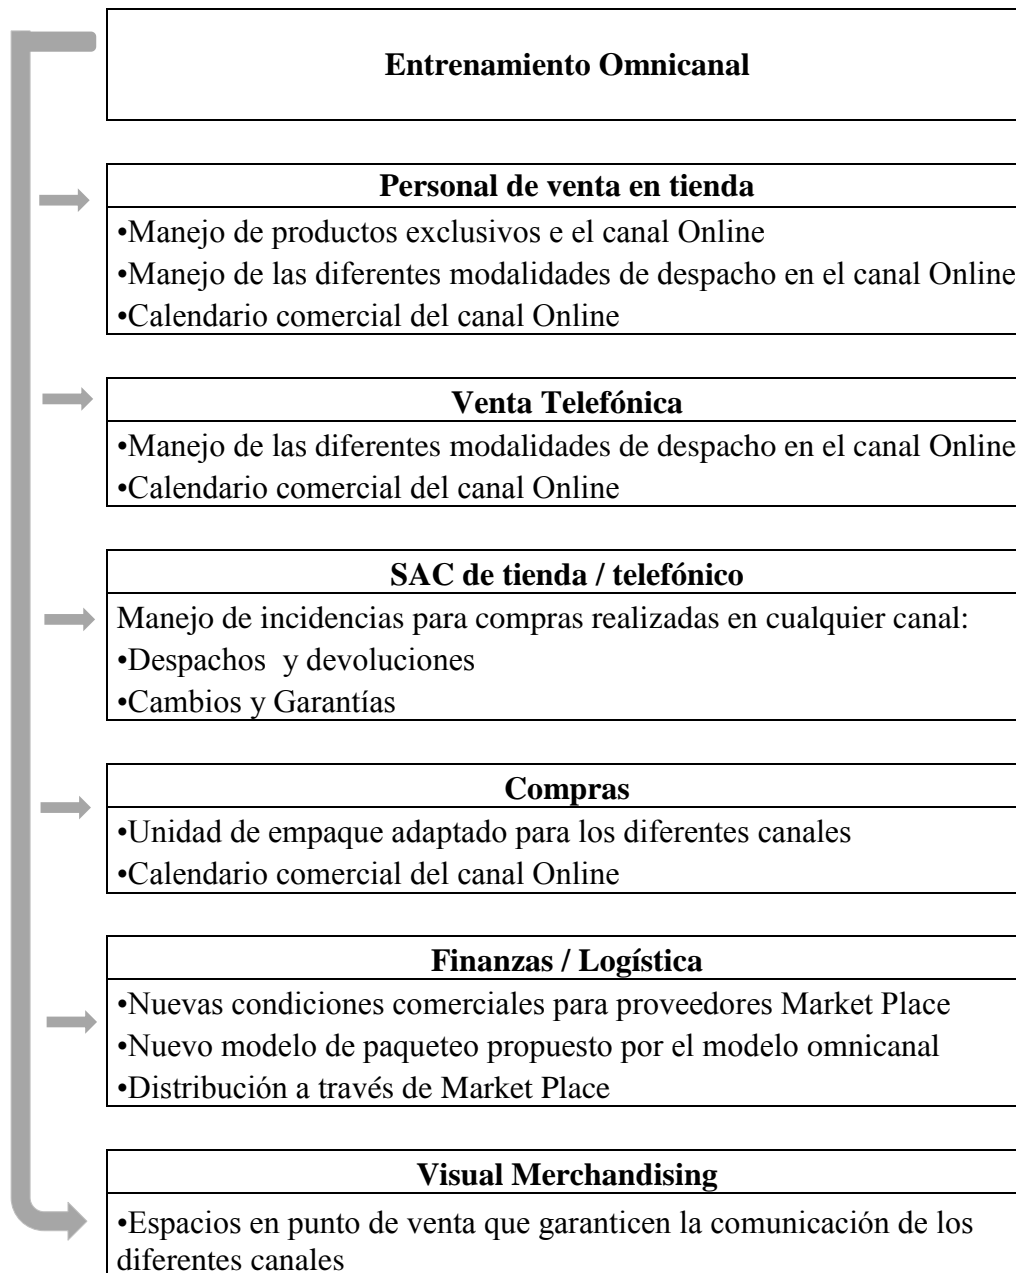 Entrenamiento Omnicanal
Personal de venta en tienda
•Manejo de productos exclusivos e el canal Online
•Manejo de las diferentes modalidades de despacho en el canal Online
•Calendario comercial del canal Online
Venta Telefónica
•Manejo de las diferentes modalidades de despacho en el canal Online
•Calendario comercial del canal Online
SAC de tienda / telefónico
Manejo de incidencias para compras realizadas en cualquier canal:
•Despachos  y devoluciones
•Cambios y Garantías
Compras
•Unidad de empaque adaptado para los diferentes canales
•Calendario comercial del canal Online
Finanzas / Logística
•Nuevas condiciones comerciales para proveedores Market Place
•Nuevo modelo de paqueteo propuesto por el modelo omnicanal
•Distribución a través de Market Place
Visual Merchandising
•Espacios en punto de venta que garanticen la comunicación de los
diferentes canales